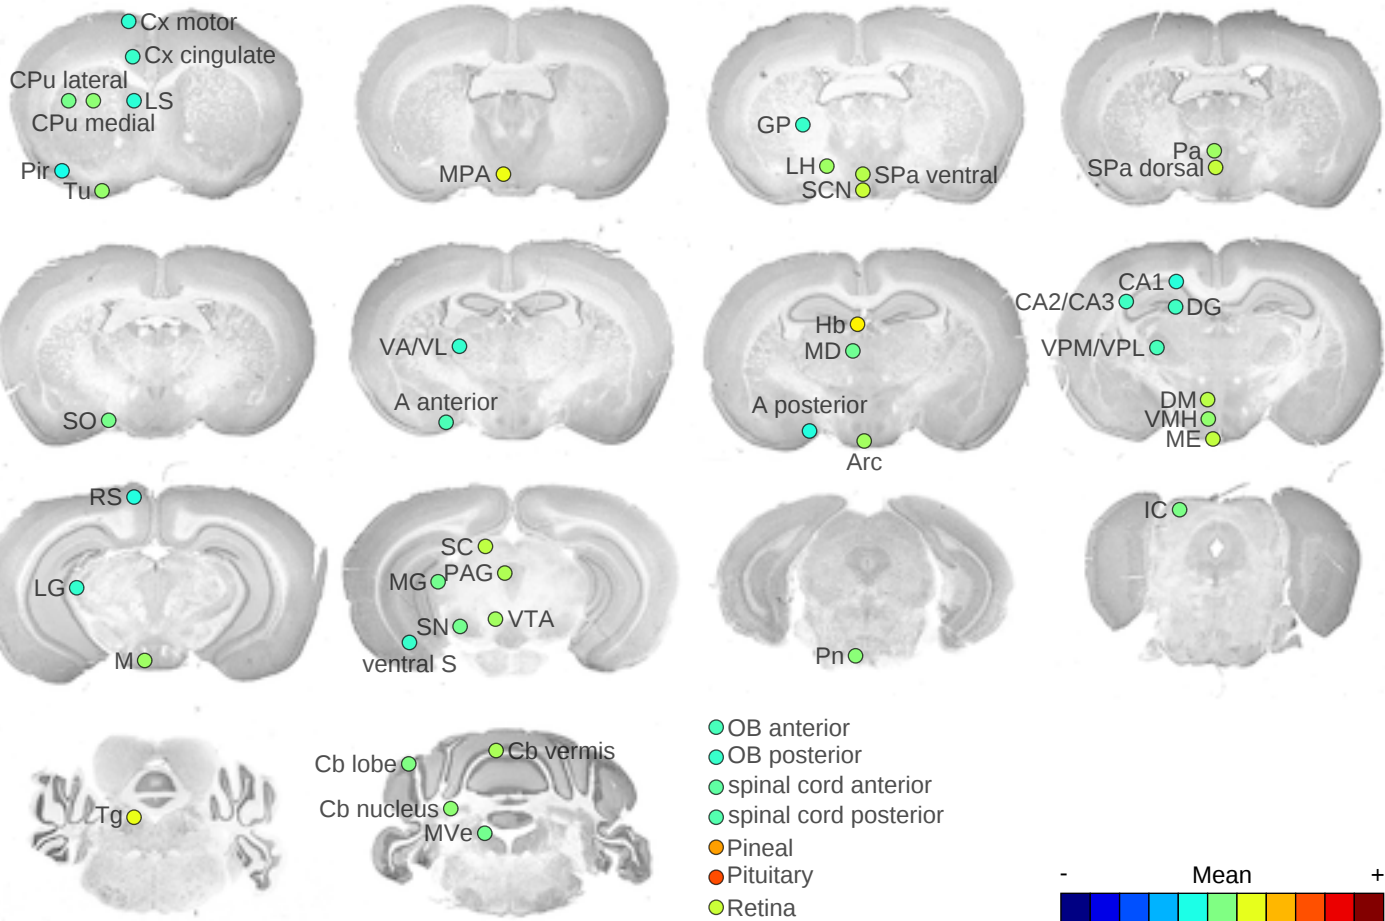 Cx motor
Cx cingulate
CPu lateral
LS
CPu medial
Pir
Tu
MPA
GP
LH
SPa ventral
SCN
Pa
SPa dorsal
SO
VA/VL
A anterior
Hb
MD
A posterior
Arc
CA1
CA2/CA3
DG
VPM/VPL
DM
VMH
ME
RS
LG
M
SC
MG
PAG
SN
VTA
ventral S
Pn
IC
Tg
Cb lobe
Cb vermis
Cb nucleus
MVe
OB anterior
OB posterior
spinal cord anterior
spinal cord posterior
Pineal
Pituitary
Retina
- Mean +